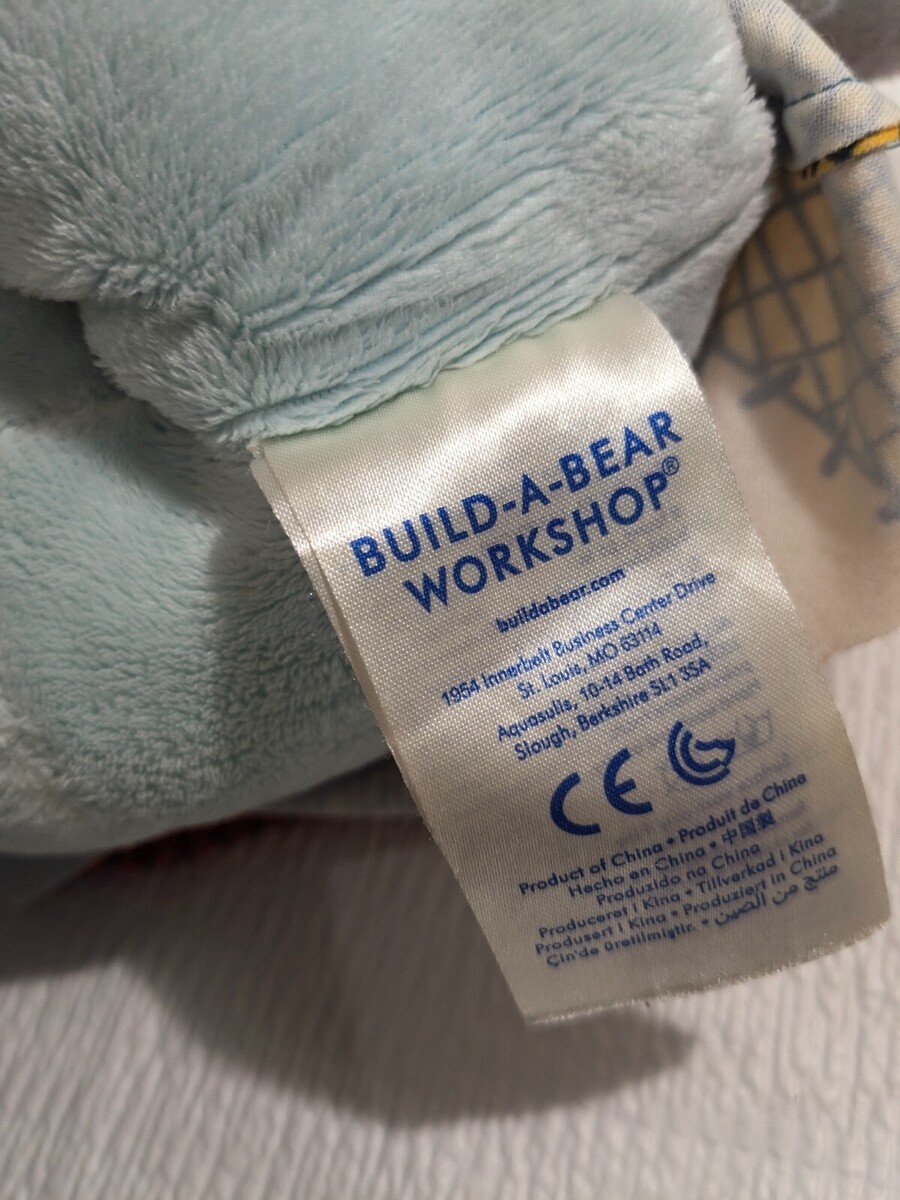 BUILD-A-BEAR
WORKSHOP®
buildabear.com
1954 Innerbelt Business Center Drive
St. Louis, MO 63114
Aquasulis, 10-14 Bath Road,
Slough, Berkshire SL1 3SA
CE
Product of China • Produit de China
Hecho en China • 中国製
Produzido na China
Produceret i Kina • Tillverkad i Kina
Produsert i Kina • Produziert in China
Çin'de üretilmiştir. • منتج من الصين